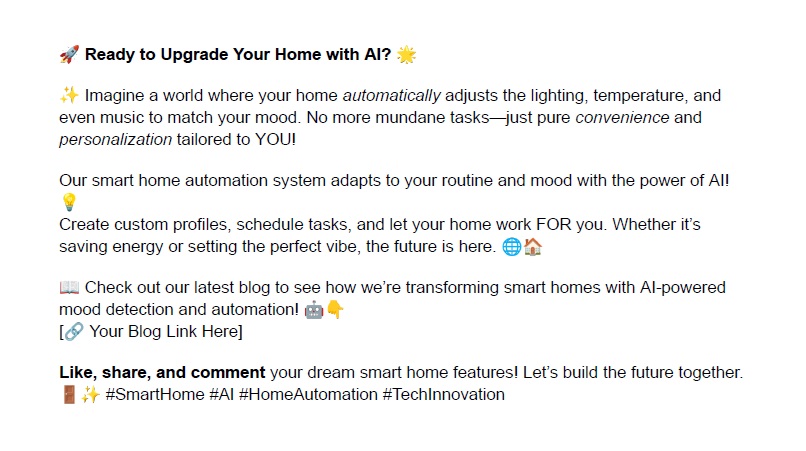 🚀 Ready to Upgrade Your Home with AI? 🌟
✨ Imagine a world where your home automatically adjusts the lighting, temperature, and
even music to match your mood. No more mundane tasks—just pure convenience and
personalization tailored to YOU!
Our smart home automation system adapts to your routine and mood with the power of AI!
💡
Create custom profiles, schedule tasks, and let your home work FOR you. Whether it's
saving energy or setting the perfect vibe, the future is here. 🌐🏠
📖 Check out our latest blog to see how we're transforming smart homes with AI-powered
mood detection and automation! 🤖👇
[🔗 Your Blog Link Here]
Like, share, and comment your dream smart home features! Let's build the future together.
🚪✨ #SmartHome #AI #HomeAutomation #TechInnovation